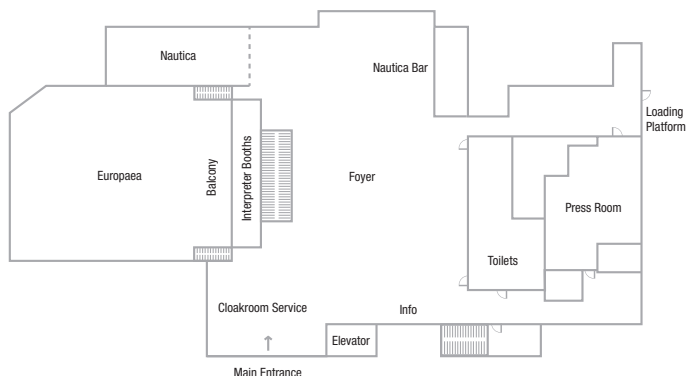 Nautica
Nautica Bar
Loading
Platform
Europaea
Balcony
Interpreter Booths
Foyer
Press Room
Toilets
Cloakroom Service
Info
Elevator
Main Entrance